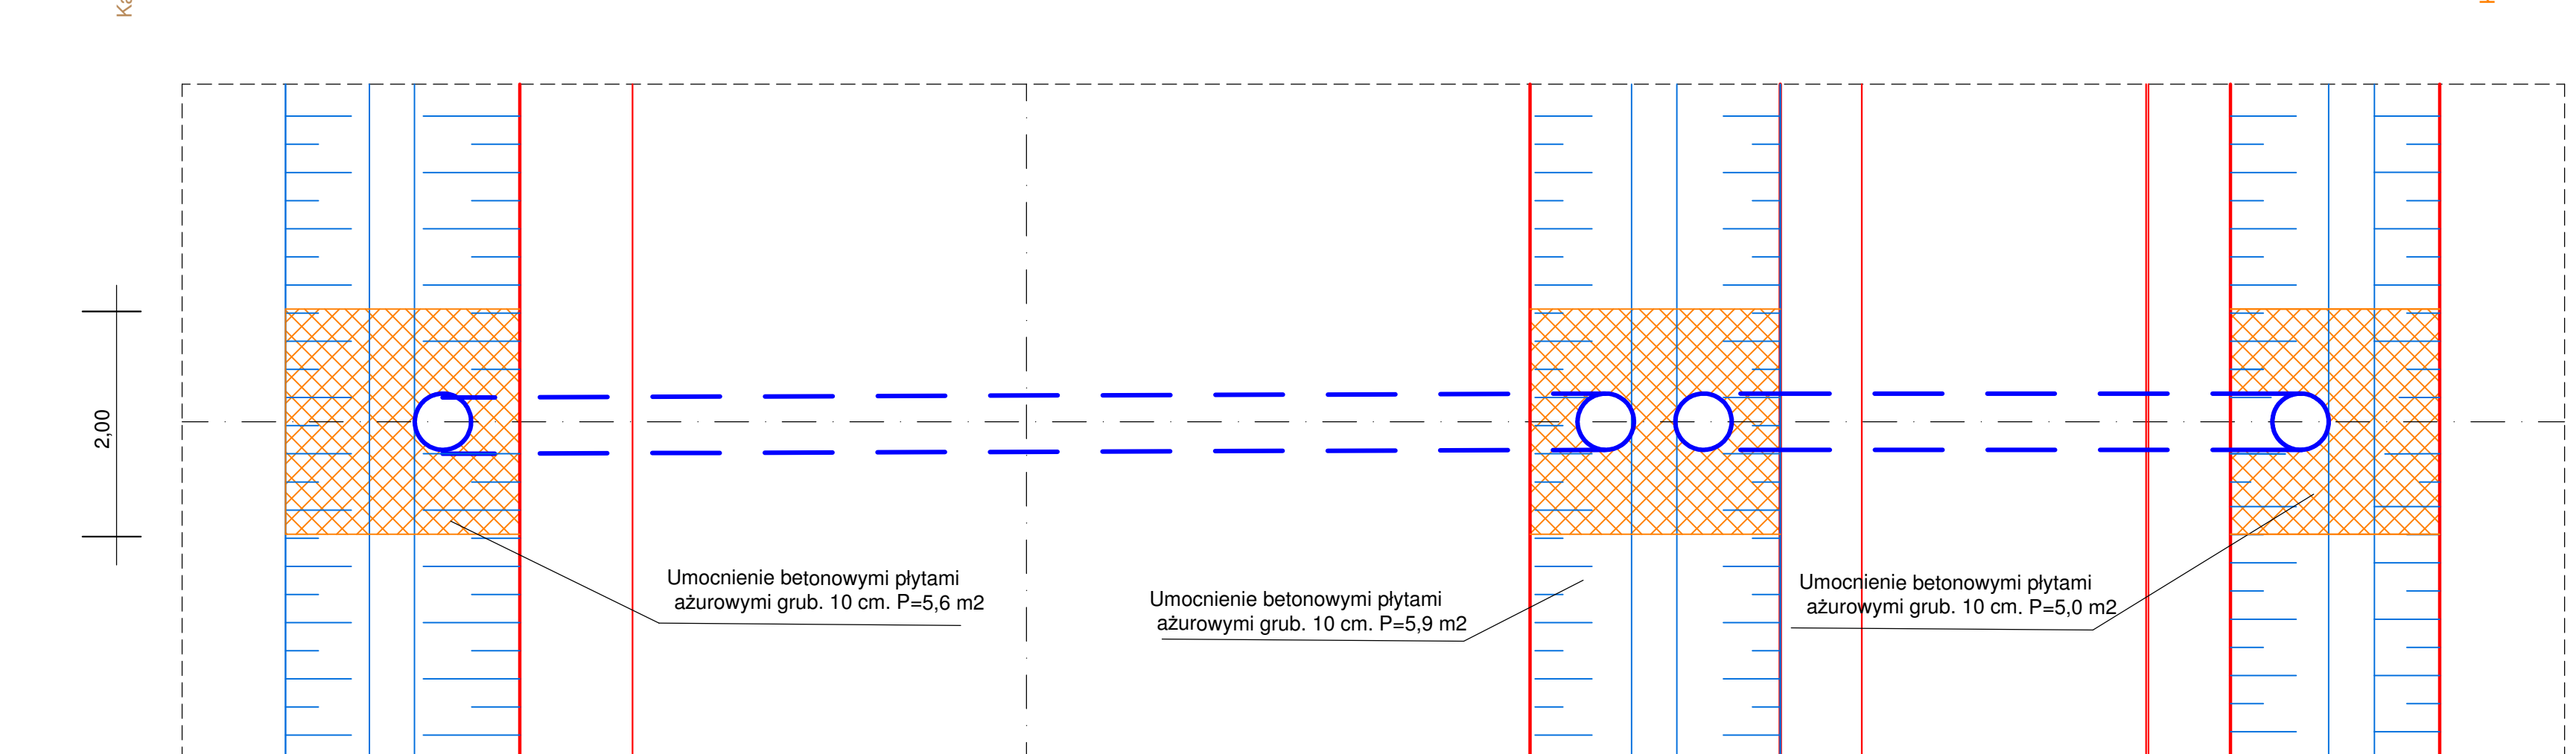 Ka
2,00
Umocnienie betonowymi płytami
ażurowymi grub. 10 cm. P=5,6 m2
Umocnienie betonowymi płytami
ażurowymi grub. 10 cm. P=5,9 m2
Umocnienie betonowymi płytami
ażurowymi grub. 10 cm. P=5,0 m2